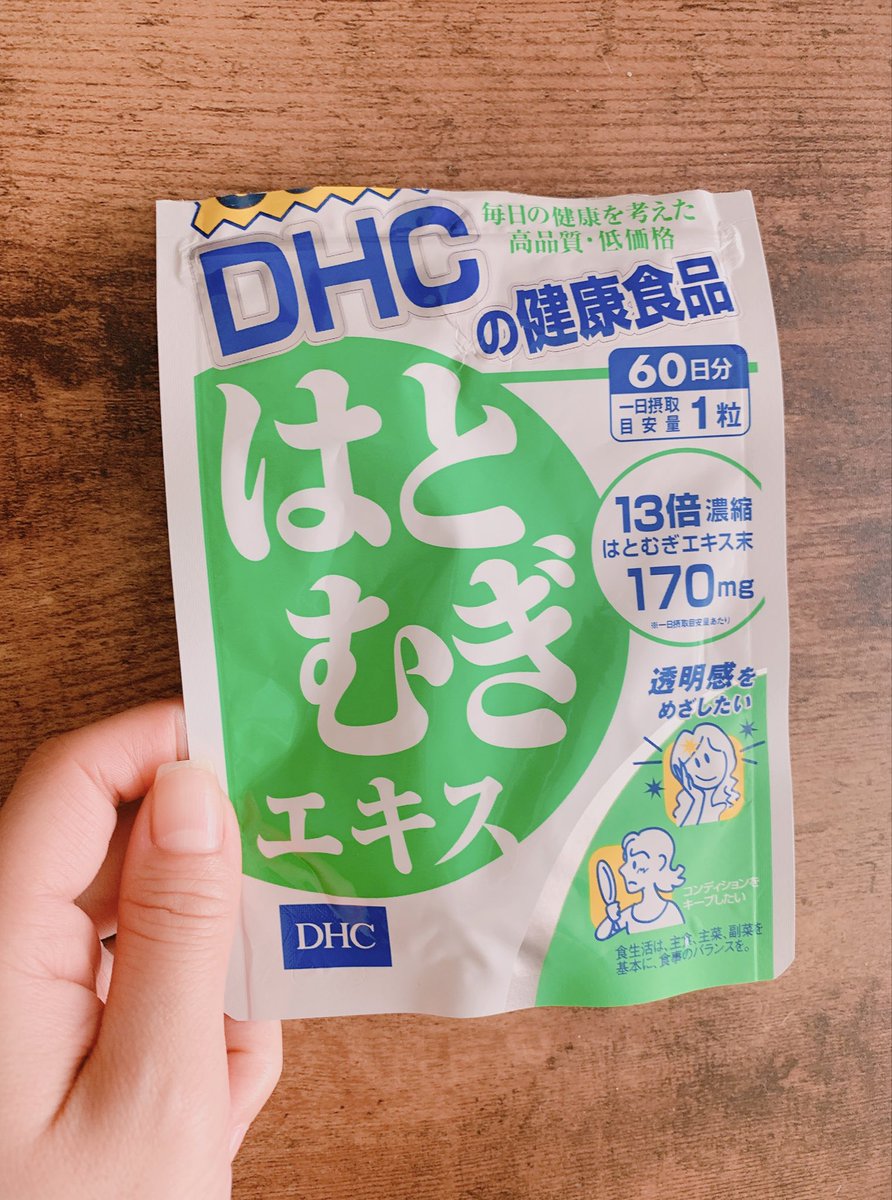 毎日の健康を考えた
高品質・低価格
DHC
の健康食品
60日分
一日摂取
目安量 1粒
はと
むぎ
エキス
13倍濃縮
はとむぎエキス末
170mg
※一日摂取目安量あたり
透明感を
めざしたい
コンディションを
キープしたい
食生活は、主食、主菜、副菜を
基本に、食事のバランスを。
DHC